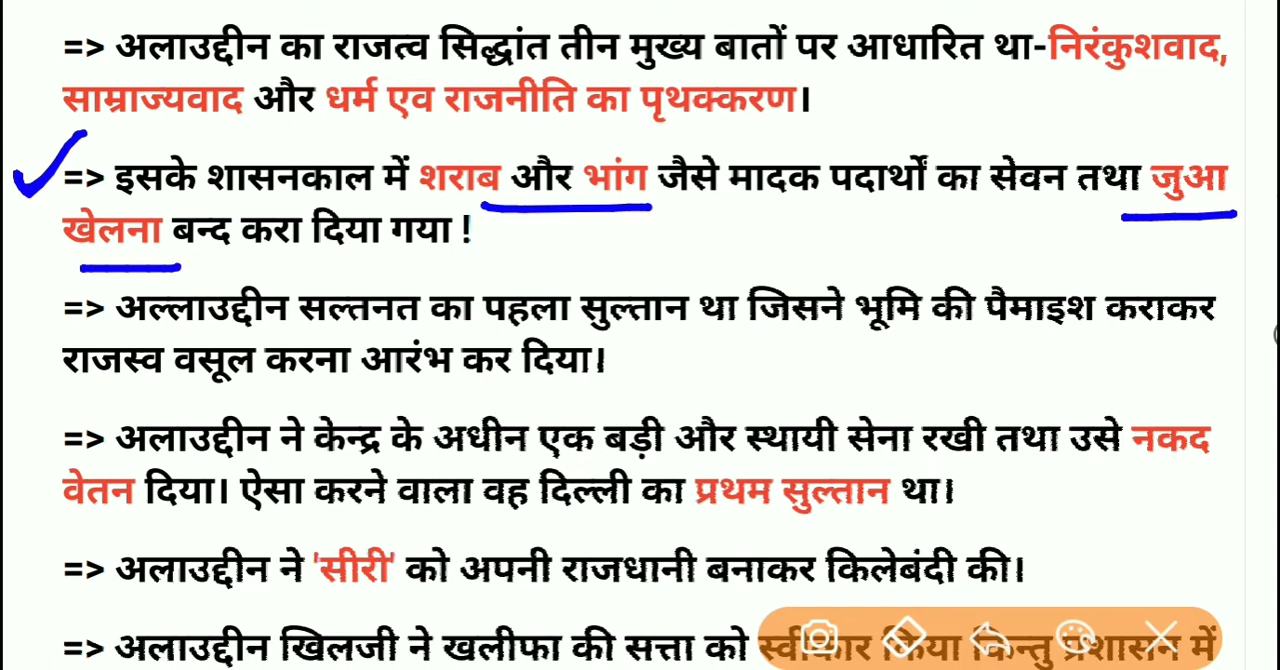 => अलाउद्दीन का राजत्व सिद्धांत तीन मुख्य बातों पर आधारित था-निरंकुशवाद,
साम्राज्यवाद और धर्म एव राजनीति का पृथक्करण।
=> इसके शासनकाल में शराब और भांग जैसे मादक पदार्थों का सेवन तथा जुआ
खेलना बन्द करा दिया गया !
=> अल्लाउद्दीन सल्तनत का पहला सुल्तान था जिसने भूमि की पैमाइश कराकर
राजस्व वसूल करना आरंभ कर दिया।
=> अलाउद्दीन ने केन्द्र के अधीन एक बड़ी और स्थायी सेना रखी तथा उसे नकद
वेतन दिया। ऐसा करने वाला वह दिल्ली का प्रथम सुल्तान था।
=> अलाउद्दीन ने 'सीरी' को अपनी राजधानी बनाकर किलेबंदी की।
=> अलाउद्दीन खिलजी ने खलीफा की सत्ता को स्वीकार किया किन्तु प्रशासन में